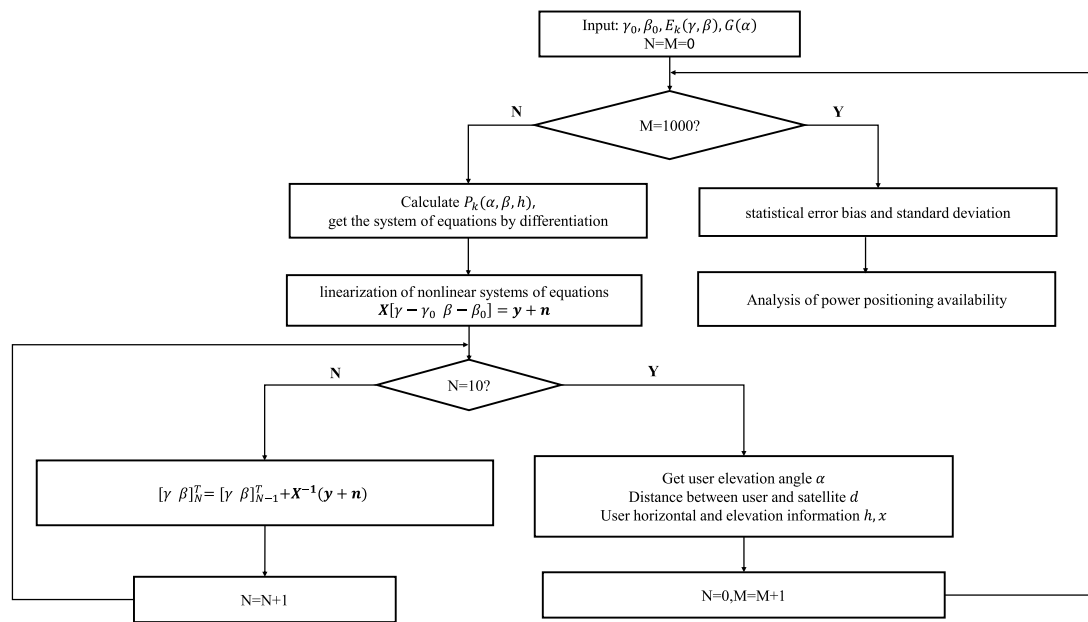 Input: γ₀, β₀, Eₖ(γ, β), G(α)
N=M=0
N
Y
M=1000?
Calculate Pₖ(α, β, h),
get the system of equations by differentiation
statistical error bias and standard deviation
linearization of nonlinear systems of equations
X[γ − γ₀ β − β₀] = y + n
Analysis of power positioning availability
N
Y
N=10?
[γ β]ᵀ_N = [γ β]ᵀ_{N−1} + X⁻¹(y + n)
Get user elevation angle α
Distance between user and satellite d
User horizontal and elevation information h, x
N=N+1
N=0,M=M+1